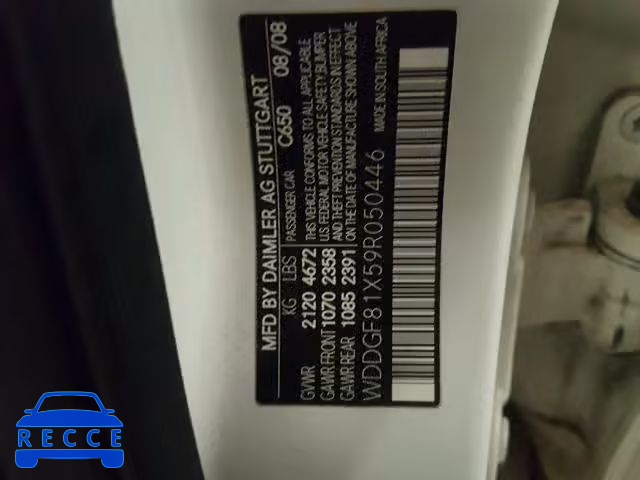 MFD BY DAIMLER AG STUTTGART
KG LBS PASSENGER CAR C650 08/08
GVWR 2120 4672 THIS VEHICLE CONFORMS TO ALL APPLICABLE
GAWR FRONT 1070 2358 U.S. FEDERAL MOTOR VEHICLE SAFETY, BUMPER
AND THEFT PREVENTION STANDARDS IN EFFECT
GAWR REAR 1085 2391 ON THE DATE OF MANUFACTURE SHOWN ABOVE
WDDGF81X59R050446 MADE IN SOUTH AFRICA
RECCE